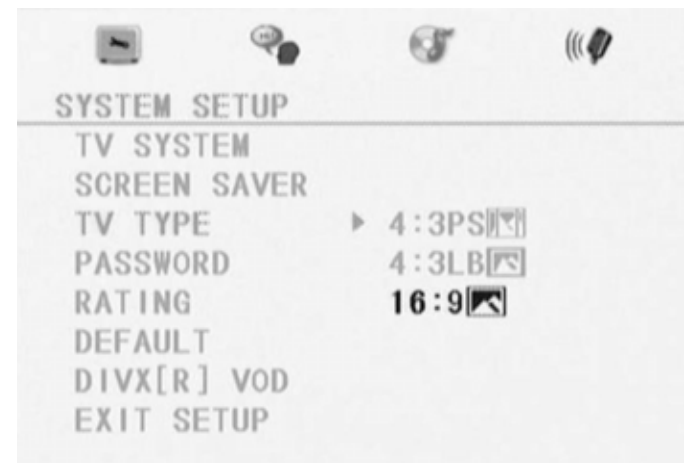 SYSTEM SETUP
TV SYSTEM
SCREEN SAVER
TV TYPE 4:3PS
PASSWORD 4:3LB
RATING 16:9
DEFAULT
DIVX[R] VOD
EXIT SETUP